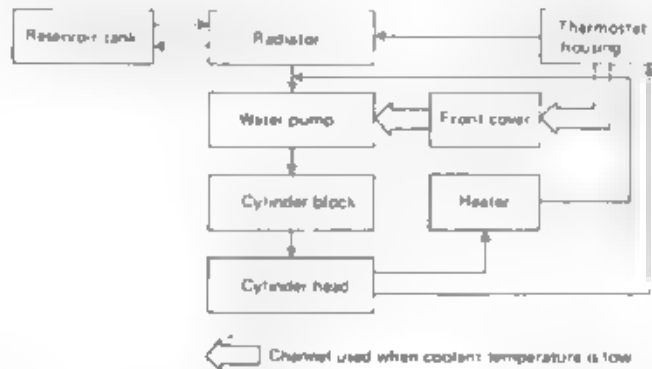 Reservoir tank
Radiator
Thermostat
housing
Water pump
Front cover
Cylinder block
Heater
Cylinder head
Channel used when coolant temperature is low